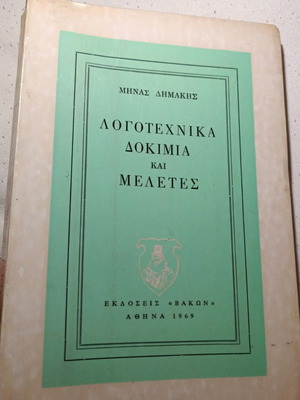 ΜΗΝΑΣ ΔΗΜΑΚΗΣ
ΛΟΓΟΤΕΧΝΙΚΑ
ΔΟΚΙΜΙΑ
ΚΑΙ
ΜΕΛΕΤΕΣ
ΕΚΔΟΣΕΙΣ «ΒΑΚΩΝ»
ΑΘΗΝΑ 1969